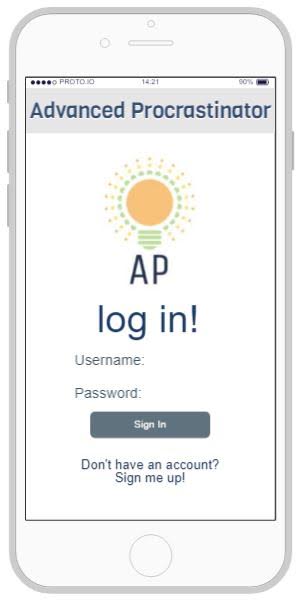 PROTO.IO 14:21 90%
Advanced Procrastinator
AP
log in!
Username:
Password:
Sign In
Don't have an account?
Sign me up!